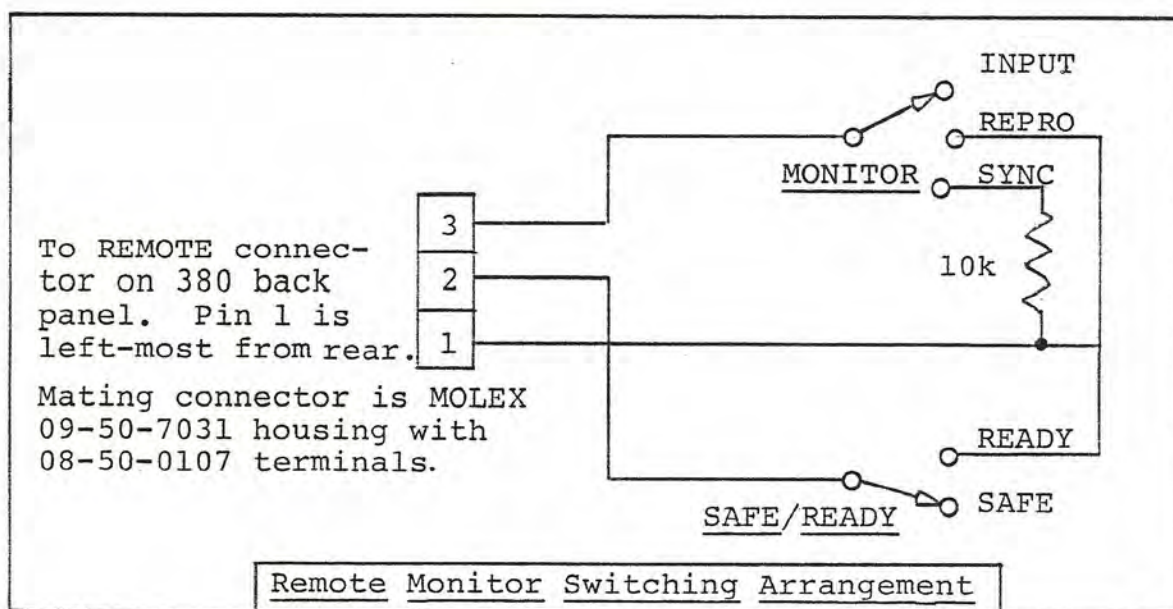 INPUT
REPRO
MONITOR
SYNC
3
2
1
10k
To REMOTE connec-
tor on 380 back
panel. Pin 1 is
left-most from rear.
Mating connector is MOLEX
09-50-7031 housing with
08-50-0107 terminals.
READY
SAFE
SAFE/READY
Remote Monitor Switching Arrangement